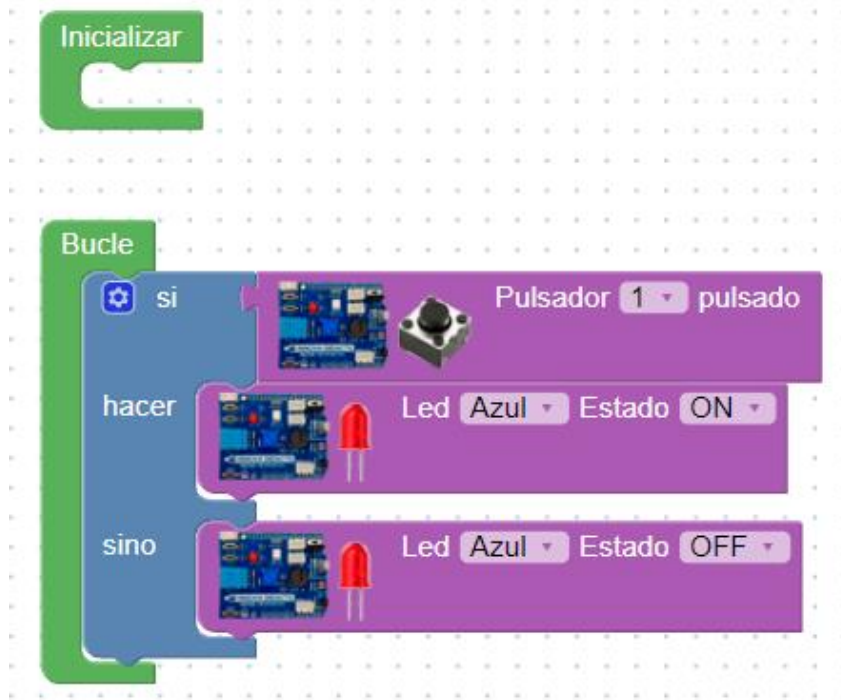 Inicializar
Bucle
si Pulsador 1 pulsado
hacer Led Azul Estado ON
sino Led Azul Estado OFF